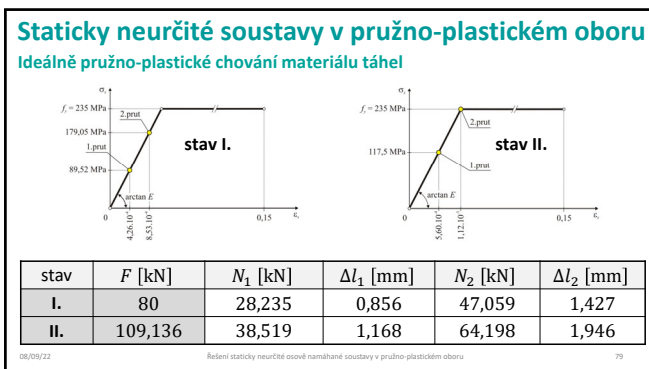 Staticky neurčité soustavy v pružno-plastickém oboru
Ideálně pružno-plastické chování materiálu táhel
σₓ
fᵧ = 235 MPa
2.prut
179,05 MPa
1.prut
stav I.
89,52 MPa
arctan E
0
4,26.10⁻⁴
8,53.10⁻⁴
0,15
εₓ
σₓ
fᵧ = 235 MPa
2.prut
stav II.
117,5 MPa
1.prut
arctan E
0
5,60.10⁻⁴
1,12.10⁻³
0,15
εₓ
stav F [kN] N₁ [kN] Δl₁ [mm] N₂ [kN] Δl₂ [mm]
I. 80 28,235 0,856 47,059 1,427
II. 109,136 38,519 1,168 64,198 1,946
08/09/22 Řešení staticky neurčité osově namáhané soustavy v pružno-plastickém oboru 79